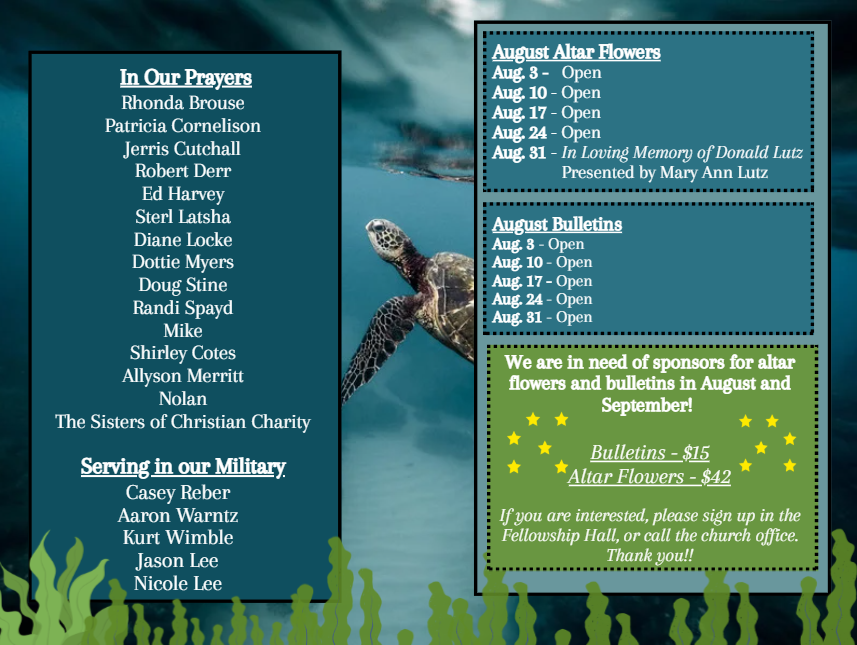 In Our Prayers
Rhonda Brouse
Patricia Cornelison
Jerris Cutchall
Robert Derr
Ed Harvey
Sterl Latsha
Diane Locke
Dottie Myers
Doug Stine
Randi Spayd
Mike
Shirley Cotes
Allyson Merritt
Nolan
The Sisters of Christian Charity
Serving in our Military
Casey Reber
Aaron Warntz
Kurt Wimble
Jason Lee
Nicole Lee
August Altar Flowers
Aug. 3 - Open
Aug. 10 - Open
Aug. 17 - Open
Aug. 24 - Open
Aug. 31 - In Loving Memory of Donald Lutz
Presented by Mary Ann Lutz
August Bulletins
Aug. 3 - Open
Aug. 10 - Open
Aug. 17 - Open
Aug. 24 - Open
Aug. 31 - Open
We are in need of sponsors for altar
flowers and bulletins in August and
September!
Bulletins - $15
Altar Flowers - $42
If you are interested, please sign up in the
Fellowship Hall, or call the church office.
Thank you!!